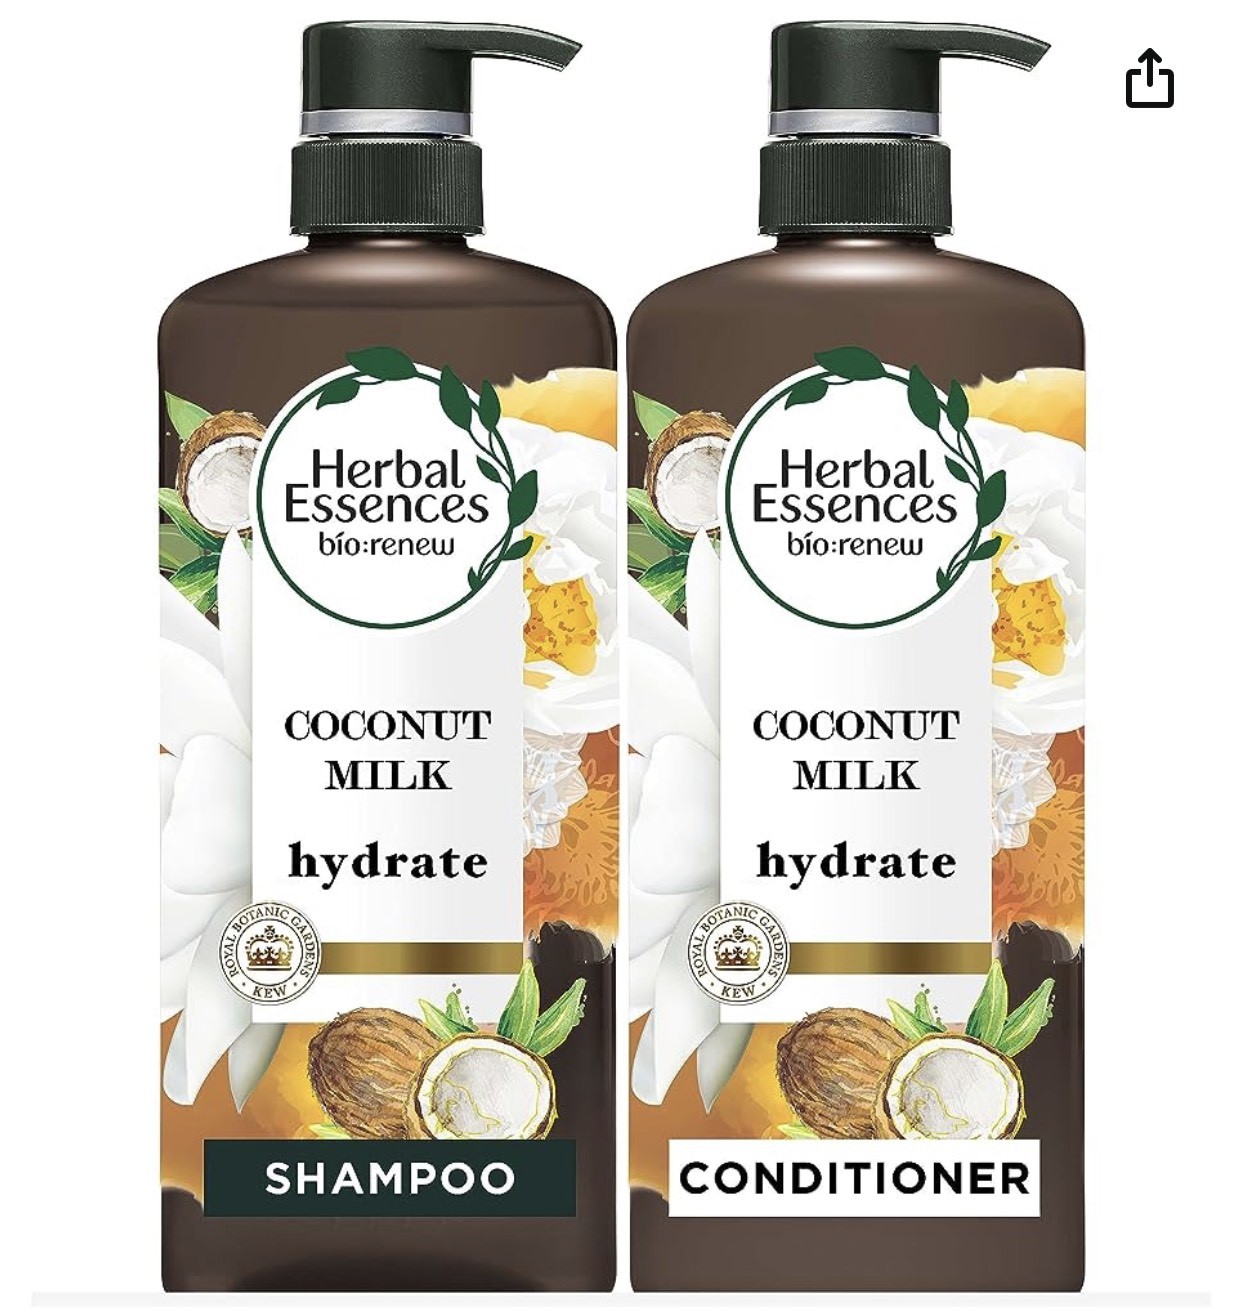 Herbal
Essences
bío:renew
COCONUT
MILK
hydrate
ROYAL BOTANIC GARDENS
· KEW ·
SHAMPOO
Herbal
Essences
bío:renew
COCONUT
MILK
hydrate
ROYAL BOTANIC GARDENS
· KEW ·
CONDITIONER